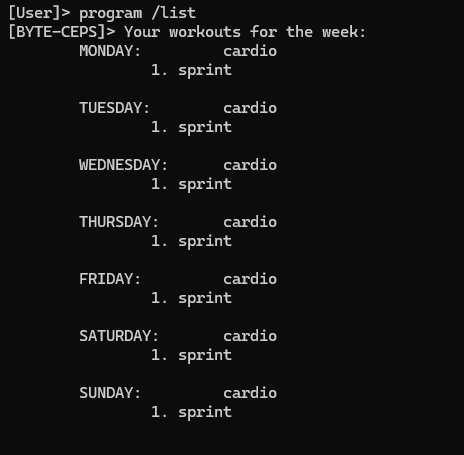 [User]> program /list
[BYTE-CEPS]> Your workouts for the week:
MONDAY: cardio
1. sprint
TUESDAY: cardio
1. sprint
WEDNESDAY: cardio
1. sprint
THURSDAY: cardio
1. sprint
FRIDAY: cardio
1. sprint
SATURDAY: cardio
1. sprint
SUNDAY: cardio
1. sprint